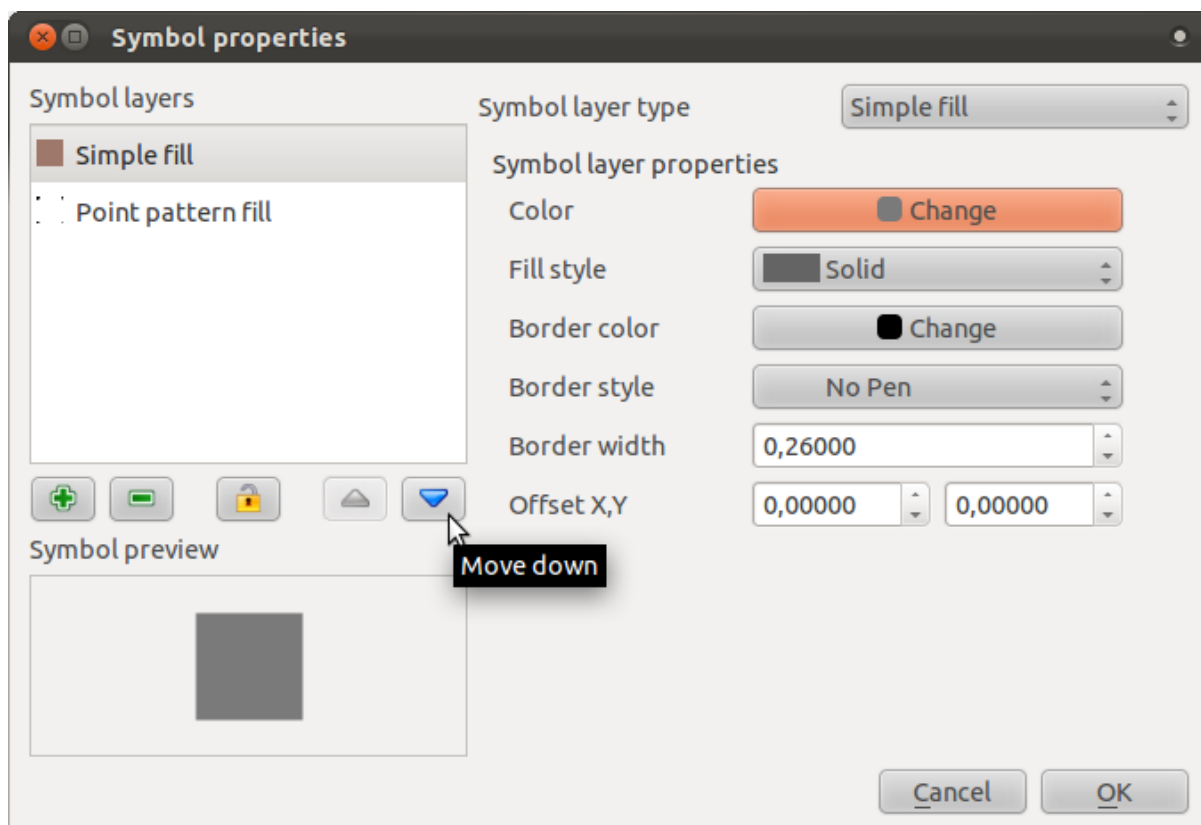 Symbol properties
Symbol layers
Simple fill
Point pattern fill
Symbol layer type
Simple fill
Symbol layer properties
Color
Change
Fill style
Solid
Border color
Change
Border style
No Pen
Border width
0,26000
Offset X,Y
0,00000
0,00000
Move down
Symbol preview
Cancel
OK